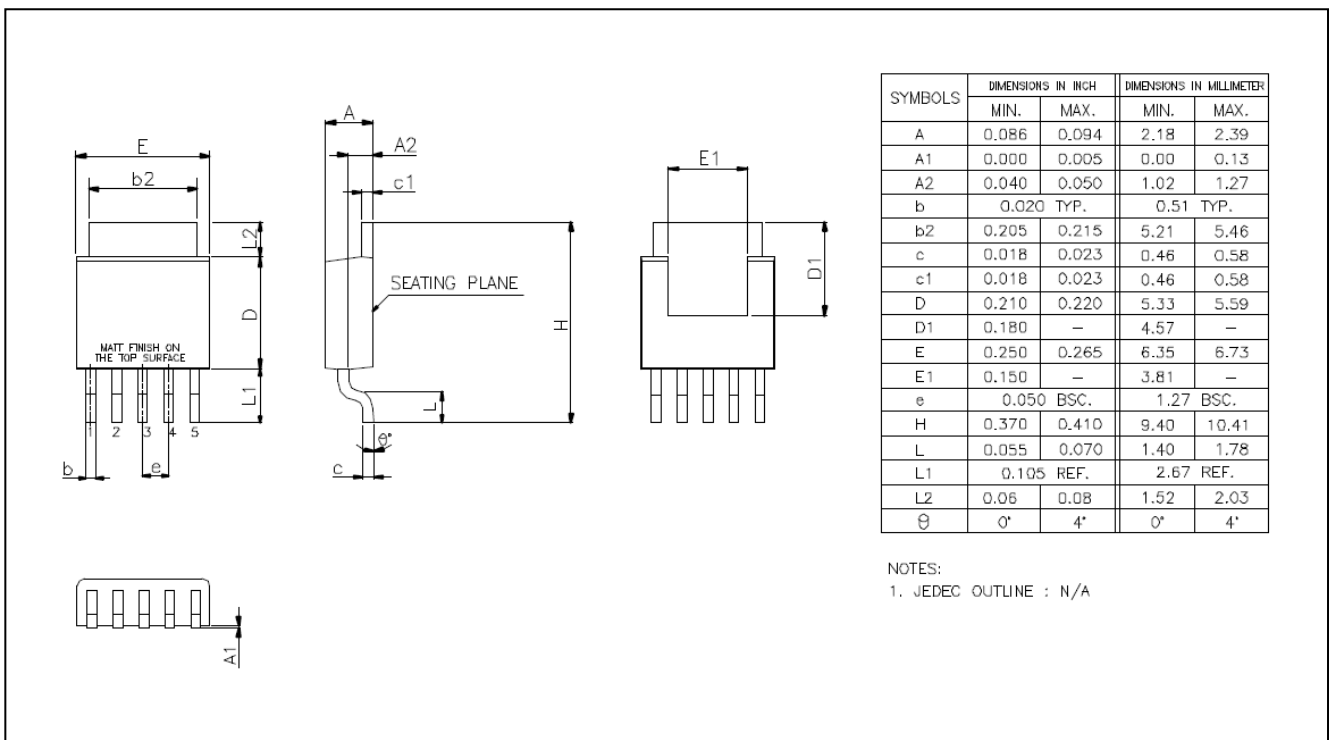 A
E
A2
E1
b2
c1
L2
D1
SEATING PLANE
D
H
MATT FINISH ON
THE TOP SURFACE
L1
L
1 2 3 4 5
θ°
b
e
c
A1
SYMBOLS DIMENSIONS IN INCH DIMENSIONS IN MILLIMETER
MIN. MAX. MIN. MAX.
A 0.086 0.094 2.18 2.39
A1 0.000 0.005 0.00 0.13
A2 0.040 0.050 1.02 1.27
b 0.020 TYP. 0.51 TYP.
b2 0.205 0.215 5.21 5.46
c 0.018 0.023 0.46 0.58
c1 0.018 0.023 0.46 0.58
D 0.210 0.220 5.33 5.59
D1 0.180 – 4.57 –
E 0.250 0.265 6.35 6.73
E1 0.150 – 3.81 –
e 0.050 BSC. 1.27 BSC.
H 0.370 0.410 9.40 10.41
L 0.055 0.070 1.40 1.78
L1 0.105 REF. 2.67 REF.
L2 0.06 0.08 1.52 2.03
θ 0° 4° 0° 4°
NOTES:
1. JEDEC OUTLINE : N/A